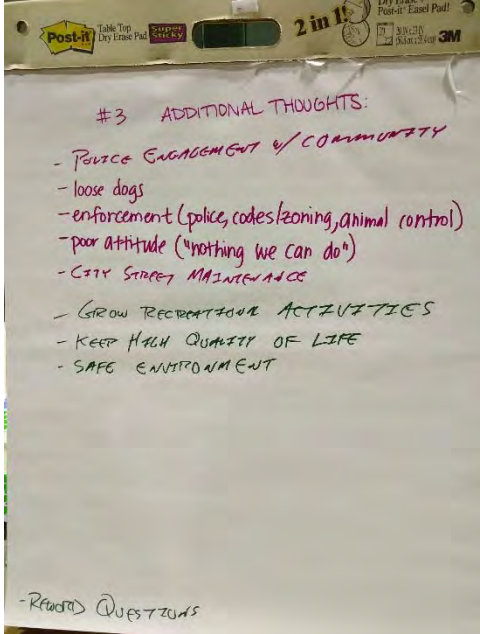 Post-it
Table Top
Dry Erase Pad
Super
Sticky
2 in 1!
Post-it® Easel Pad!
3M
#3 ADDITIONAL THOUGHTS:
- POLICE ENGAGEMENT w/ COMMUNITY
- loose dogs
- enforcement (police, codes/zoning, animal control)
- poor attitude ("nothing we can do")
- CITY STREET MAINTENANCE
- GROW RECREATIONAL ACTIVITIES
- KEEP HIGH QUALITY OF LIFE
- SAFE ENVIRONMENT
- REWORD QUESTIONS